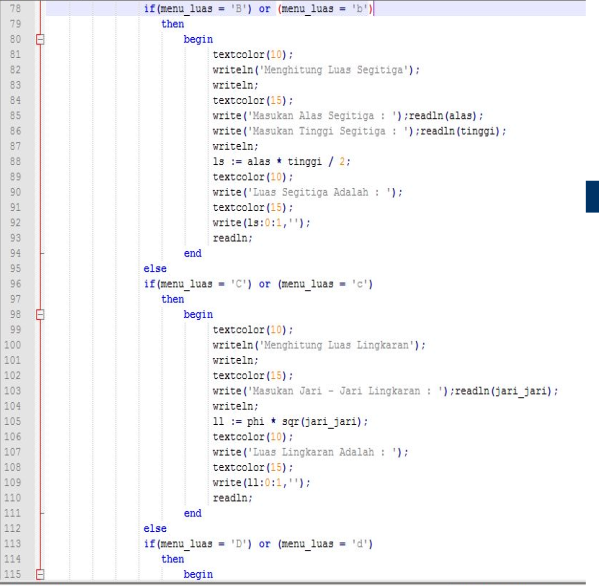 78 if(menu_luas = 'B') or (menu_luas = 'b')
79 then
80 begin
81 textcolor(10);
82 writeln('Menghitung Luas Segitiga');
83 writeln;
84 textcolor(15);
85 write('Masukan Alas Segitiga : ');readln(alas);
86 write('Masukan Tinggi Segitiga : ');readln(tinggi);
87 writeln;
88 ls := alas * tinggi / 2;
89 textcolor(10);
90 write('Luas Segitiga Adalah : ');
91 textcolor(15);
92 write(ls:0:1,'');
93 readln;
94 end
95 else
96 if(menu_luas = 'C') or (menu_luas = 'c')
97 then
98 begin
99 textcolor(10);
100 writeln('Menghitung Luas Lingkaran');
101 writeln;
102 textcolor(15);
103 write('Masukan Jari - Jari Lingkaran : ');readln(jari_jari);
104 writeln;
105 ll := phi * sqr(jari_jari);
106 textcolor(10);
107 write('Luas Lingkaran Adalah : ');
108 textcolor(15);
109 write(ll:0:1,'');
110 readln;
111 end
112 else
113 if(menu_luas = 'D') or (menu_luas = 'd')
114 then
115 begin